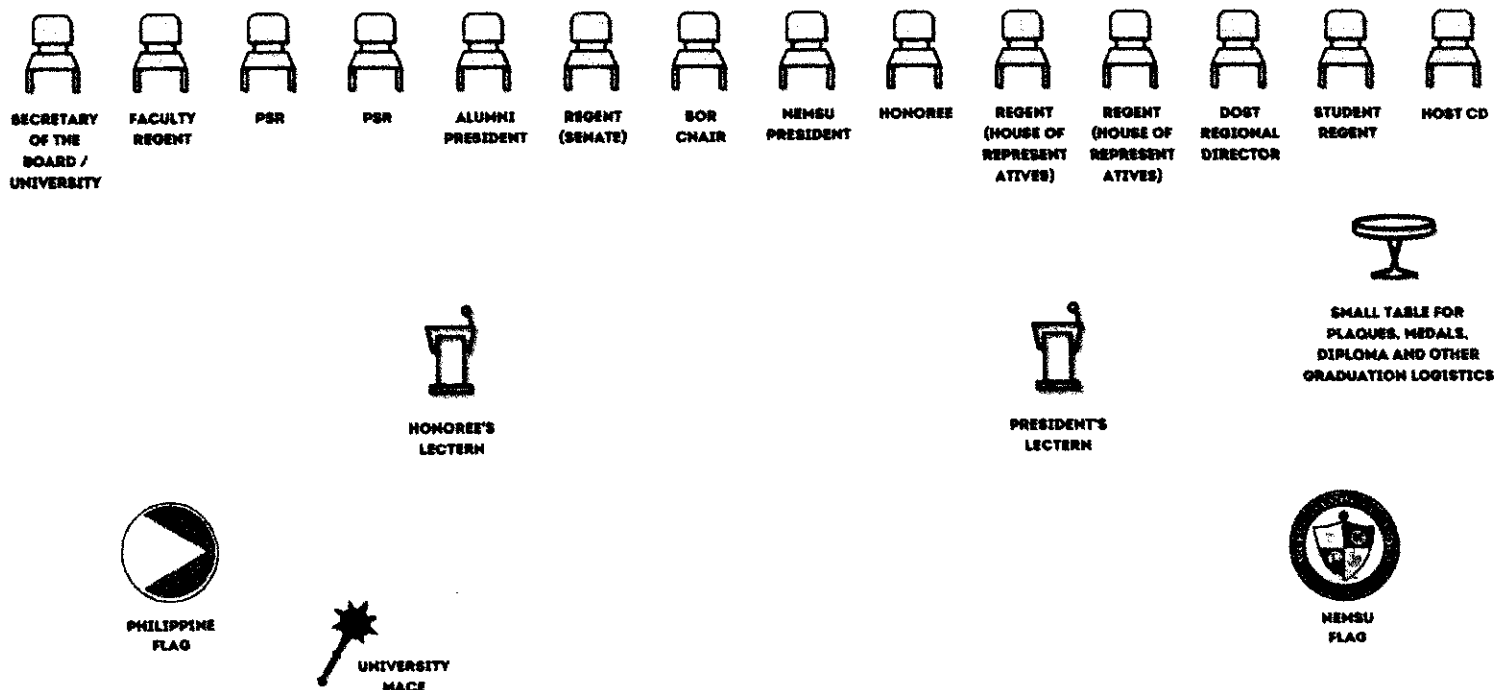 SECRETARY
OF THE
BOARD /
UNIVERSITY
FACULTY
REGENT
PSR
PSR
ALUMNI
PRESIDENT
REGENT
(SENATE)
BOR
CHAIR
NEMSU
PRESIDENT
HONOREE
REGENT
(HOUSE OF
REPRESENT
ATIVES)
REGENT
(HOUSE OF
REPRESENT
ATIVES)
DOST
REGIONAL
DIRECTOR
STUDENT
REGENT
HOST CD
SMALL TABLE FOR
PLAQUES, MEDALS,
DIPLOMA AND OTHER
GRADUATION LOGISTICS
HONOREE'S
LECTERN
PRESIDENT'S
LECTERN
PHILIPPINE
FLAG
UNIVERSITY
MACE
NEMSU
FLAG